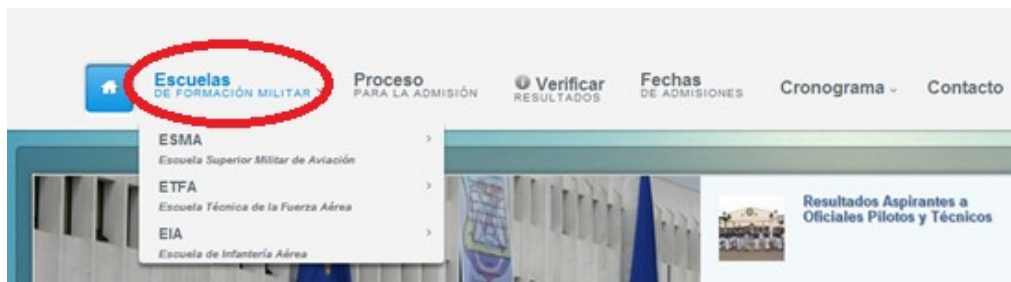 Escuelas
DE FORMACIÓN MILITAR
Proceso
PARA LA ADMISIÓN
Verificar
RESULTADOS
Fechas
DE ADMISIONES
Cronograma
Contacto
ESMA
Escuela Superior Militar de Aviación
ETFA
Escuela Técnica de la Fuerza Aérea
EIA
Escuela de Infantería Aérea
Resultados Aspirantes a
Oficiales Pilotos y Técnicos